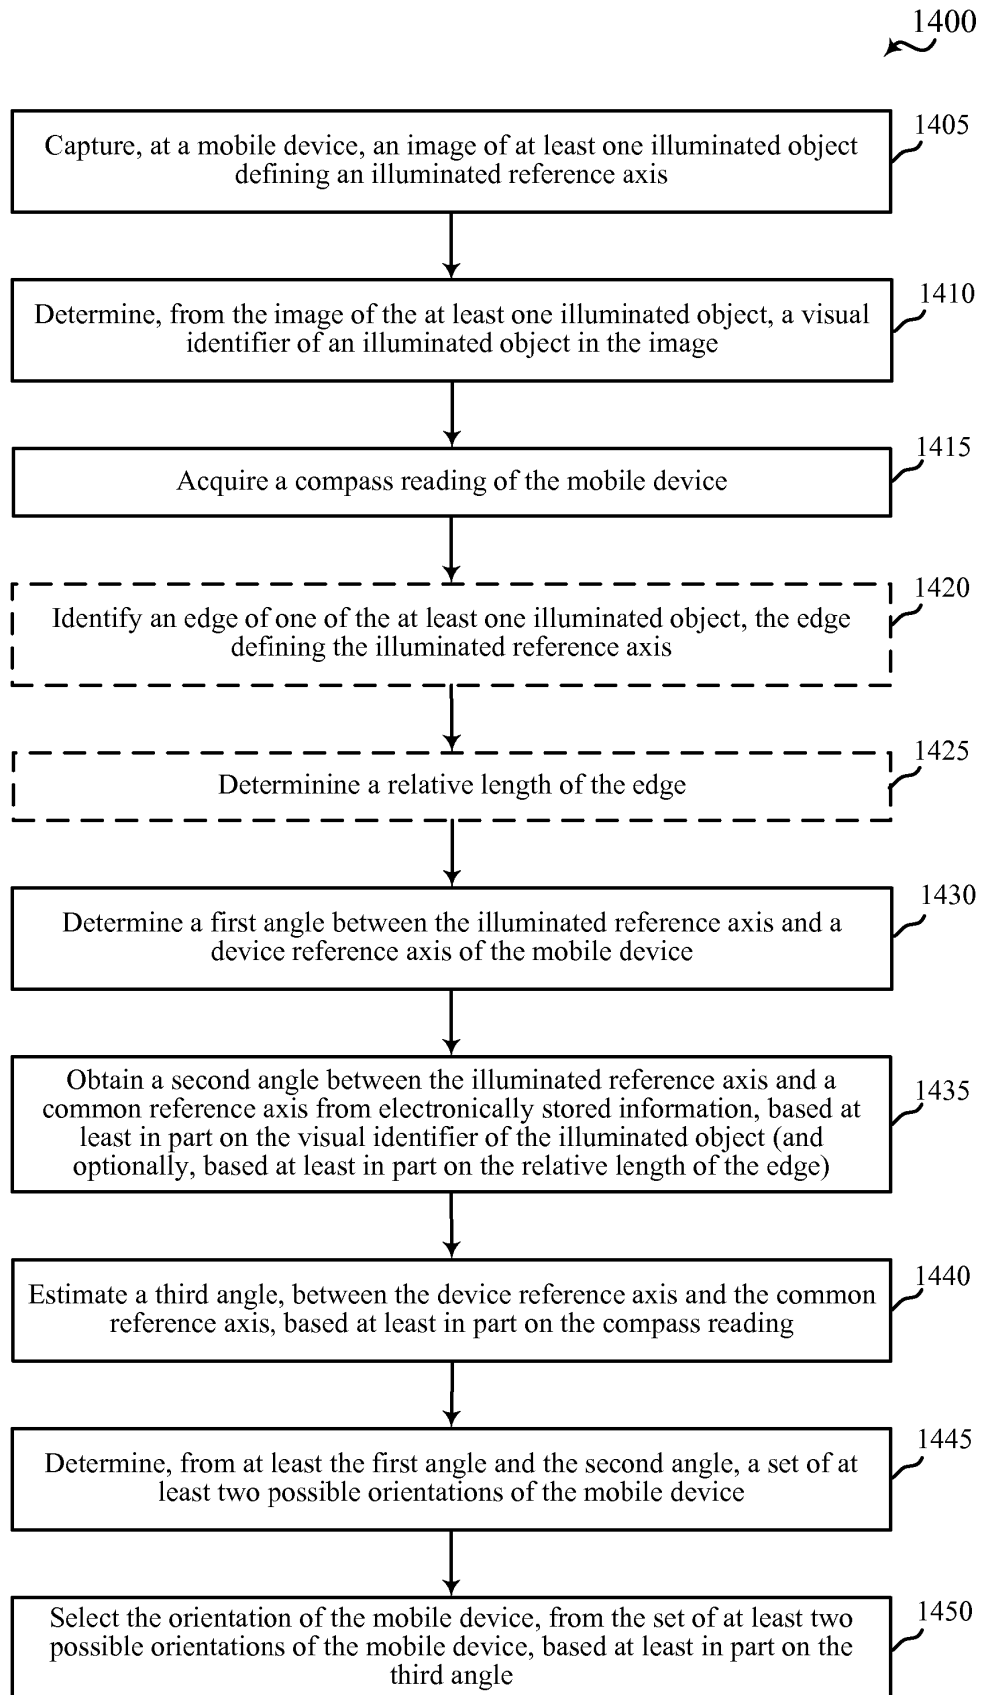 1400
1405
Capture, at a mobile device, an image of at least one illuminated object
defining an illuminated reference axis
1410
Determine, from the image of the at least one illuminated object, a visual
identifier of an illuminated object in the image
1415
Acquire a compass reading of the mobile device
1420
Identify an edge of one of the at least one illuminated object, the edge
defining the illuminated reference axis
1425
Determinine a relative length of the edge
1430
Determine a first angle between the illuminated reference axis and a
device reference axis of the mobile device
1435
Obtain a second angle between the illuminated reference axis and a
common reference axis from electronically stored information, based at
least in part on the visual identifier of the illuminated object (and
optionally, based at least in part on the relative length of the edge)
1440
Estimate a third angle, between the device reference axis and the common
reference axis, based at least in part on the compass reading
1445
Determine, from at least the first angle and the second angle, a set of at
least two possible orientations of the mobile device
1450
Select the orientation of the mobile device, from the set of at least two
possible orientations of the mobile device, based at least in part on the
third angle